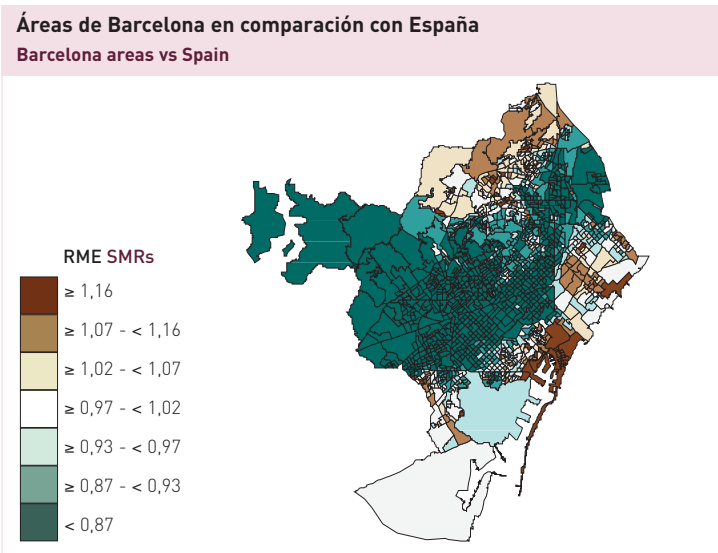 Áreas de Barcelona en comparación con España
Barcelona areas vs Spain
RME SMRs
≥ 1,16
≥ 1,07 - < 1,16
≥ 1,02 - < 1,07
≥ 0,97 - < 1,02
≥ 0,93 - < 0,97
≥ 0,87 - < 0,93
< 0,87